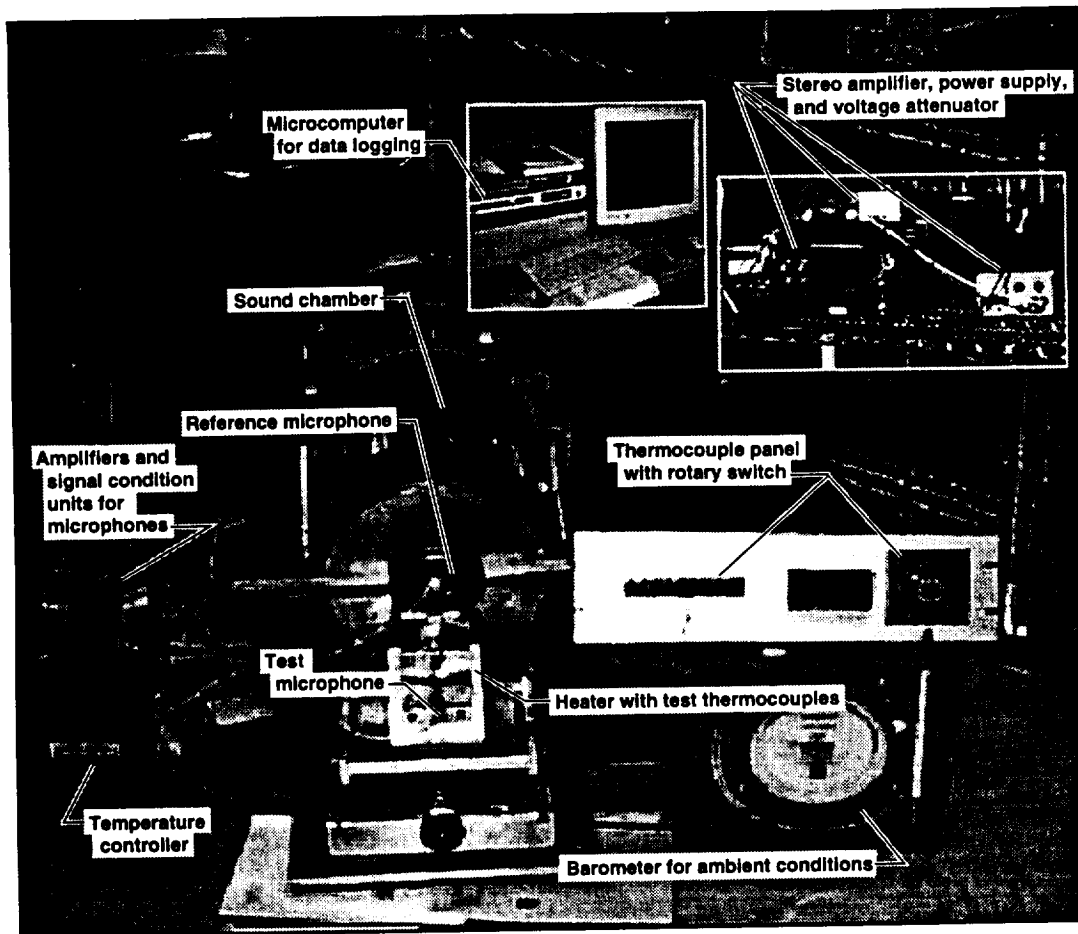 Stereo amplifier, power supply,
and voltage attenuator
Microcomputer
for data logging
Sound chamber
Reference microphone
Amplifiers and
signal condition
units for
microphones
Thermocouple panel
with rotary switch
Test
microphone
Heater with test thermocouples
Temperature
controller
Barometer for ambient conditions